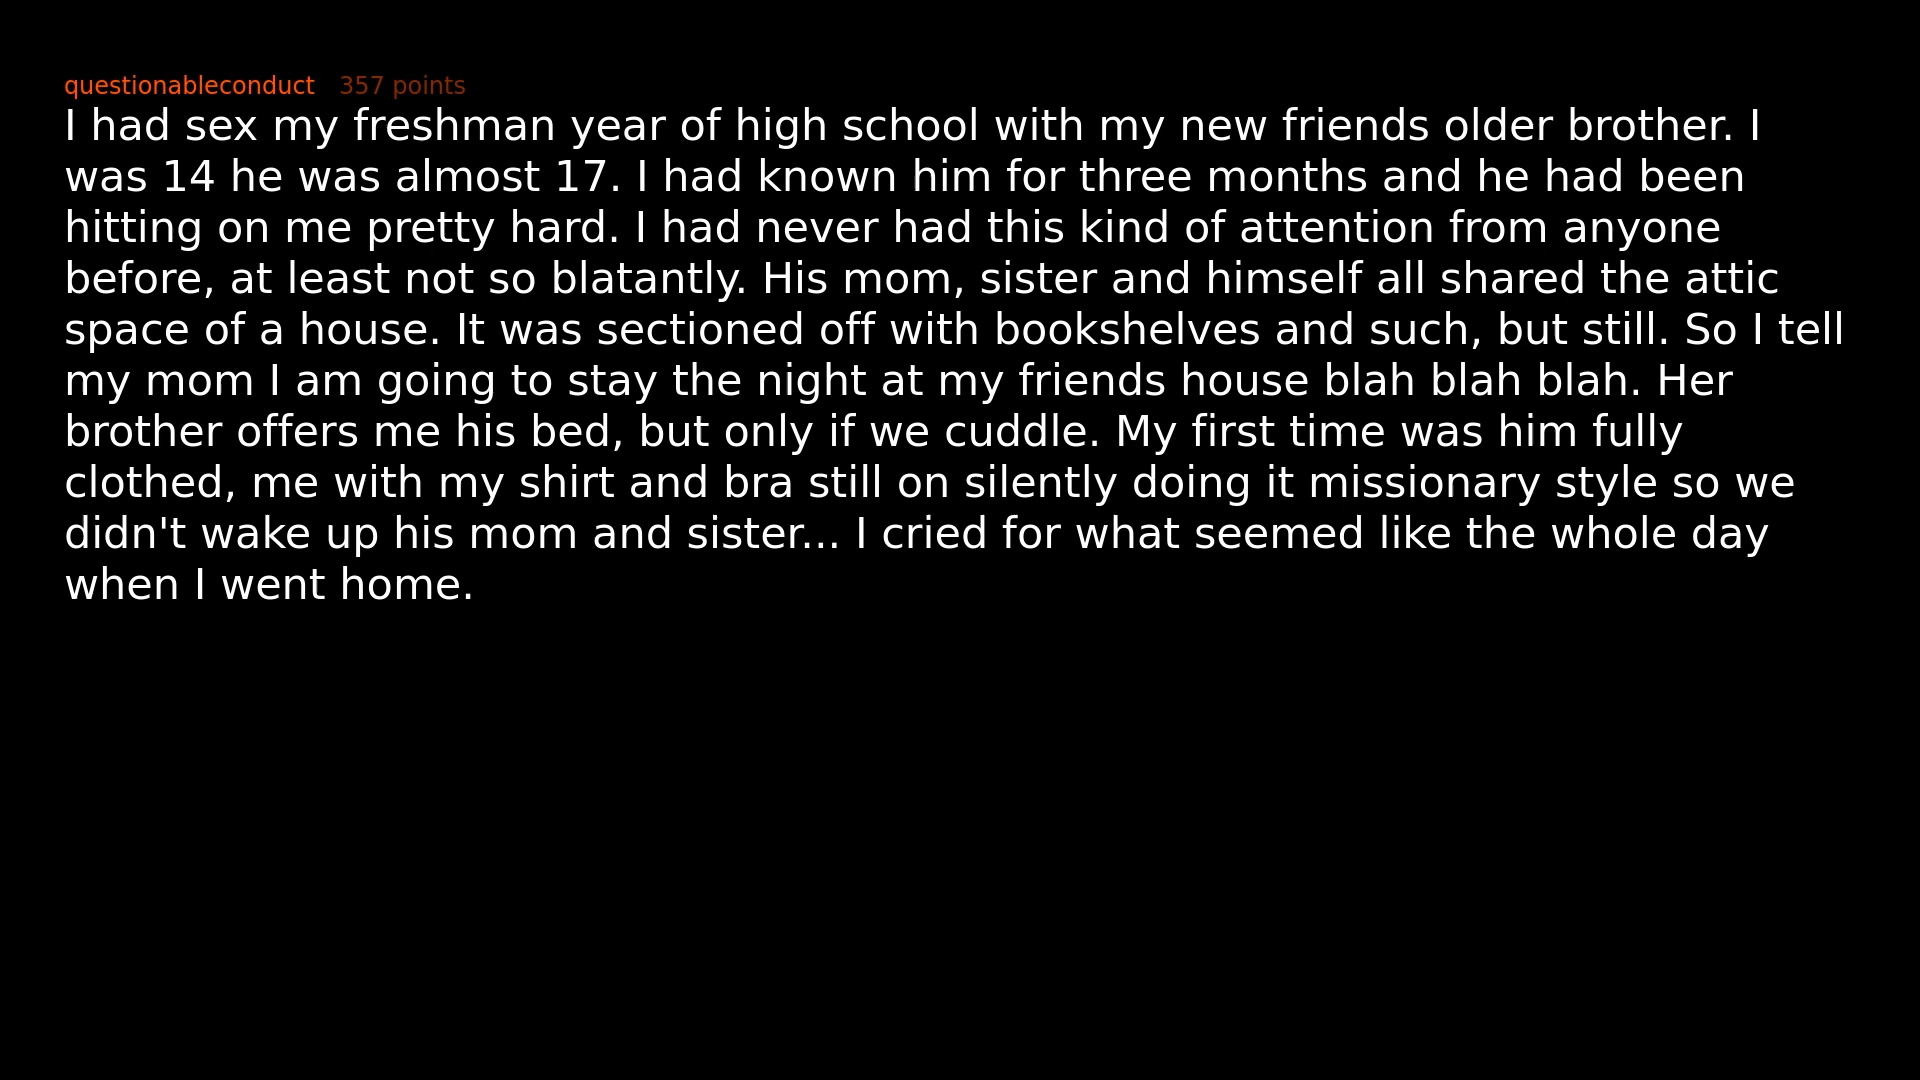 questionableconduct 357 points
I had sex my freshman year of high school with my new friends older brother. I
was 14 he was almost 17. I had known him for three months and he had been
hitting on me pretty hard. I had never had this kind of attention from anyone
before, at least not so blatantly. His mom, sister and himself all shared the attic
space of a house. It was sectioned off with bookshelves and such, but still. So I tell
my mom I am going to stay the night at my friends house blah blah blah. Her
brother offers me his bed, but only if we cuddle. My first time was him fully
clothed, me with my shirt and bra still on silently doing it missionary style so we
didn't wake up his mom and sister... I cried for what seemed like the whole day
when I went home.